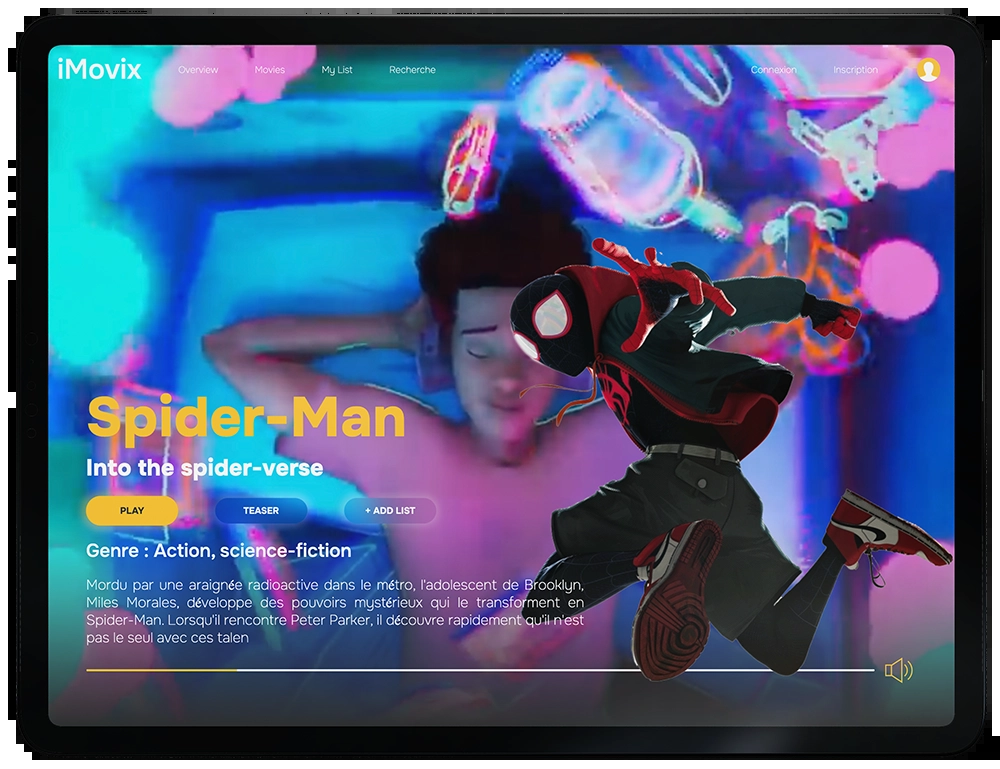 iMovix
Overview Movies My List Recherche Connexion Inscription
Spider-Man
Into the spider-verse
PLAY TEASER + ADD LIST
Genre : Action, science-fiction
Mordu par une araignée radioactive dans le métro, l'adolescent de Brooklyn,
Miles Morales, développe des pouvoirs mystérieux qui le transforment en
Spider-Man. Lorsqu'il rencontre Peter Parker, il découvre rapidement qu'il n'est
pas le seul avec ces talen